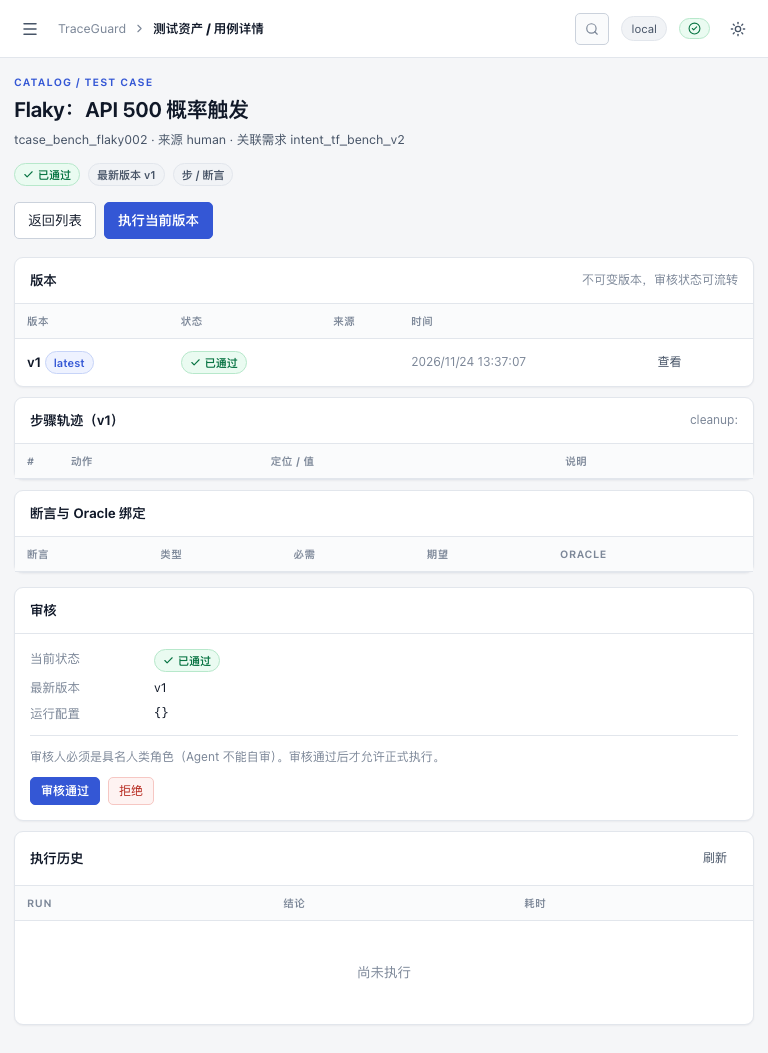 TraceGuard > 测试资产 / 用例详情 local
CATALOG / TEST CASE
Flaky：API 500 概率触发
tcase_bench_flaky002 · 来源 human · 关联需求 intent_tf_bench_v2
已通过 最新版本 v1 步 / 断言
返回列表 执行当前版本
版本 不可变版本，审核状态可流转
版本 状态 来源 时间
v1 latest 已通过 2026/11/24 13:37:07 查看
步骤轨迹（v1） cleanup:
# 动作 定位 / 值 说明
断言与 Oracle 绑定
断言 类型 必需 期望 ORACLE
审核
当前状态 已通过
最新版本 v1
运行配置 {}
审核人必须是具名人类角色（Agent 不能自审）。审核通过后才允许正式执行。
审核通过 拒绝
执行历史 刷新
RUN 结论 耗时
尚未执行